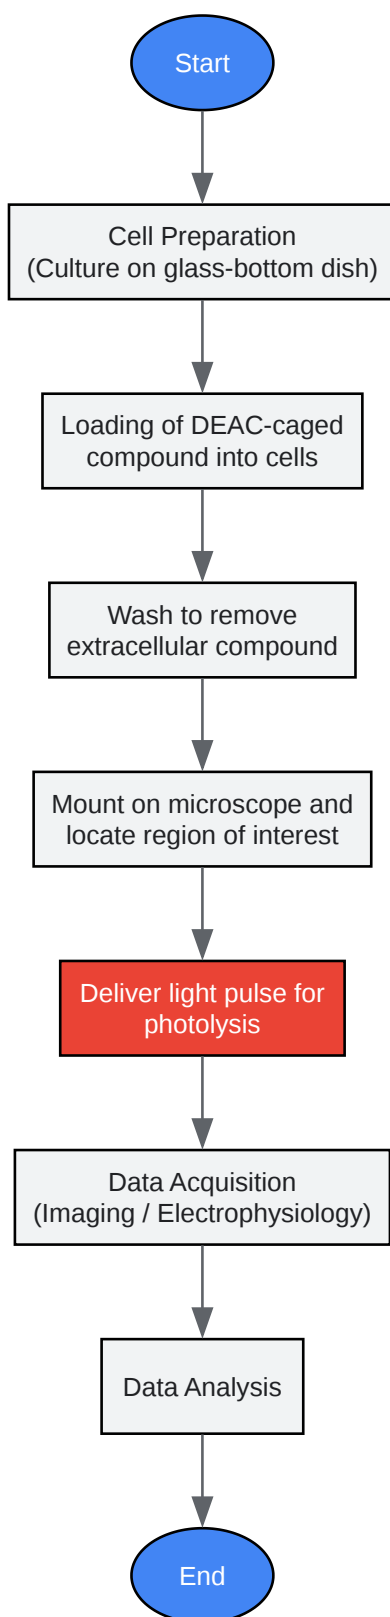 Start
Cell Preparation
(Culture on glass-bottom dish)
Loading of DEAC-caged
compound into cells
Wash to remove
extracellular compound
Mount on microscope and
locate region of interest
Deliver light pulse for
photolysis
Data Acquisition
(Imaging / Electrophysiology)
Data Analysis
End